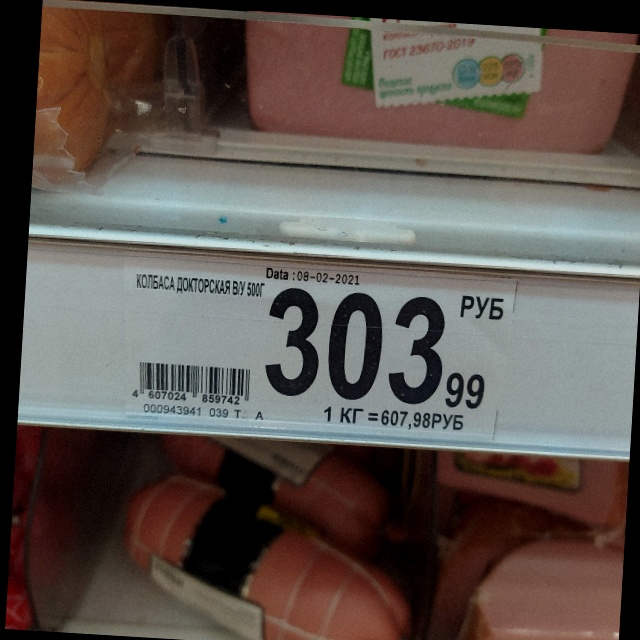 ГОСТ 23670-2019
Data :08-02-2021
КОЛБАСА ДОКТОРСКАЯ В/У 500Г
303 99
РУБ
4 607024 859742
000943941 039 Т. А
1 КГ =607,98РУБ